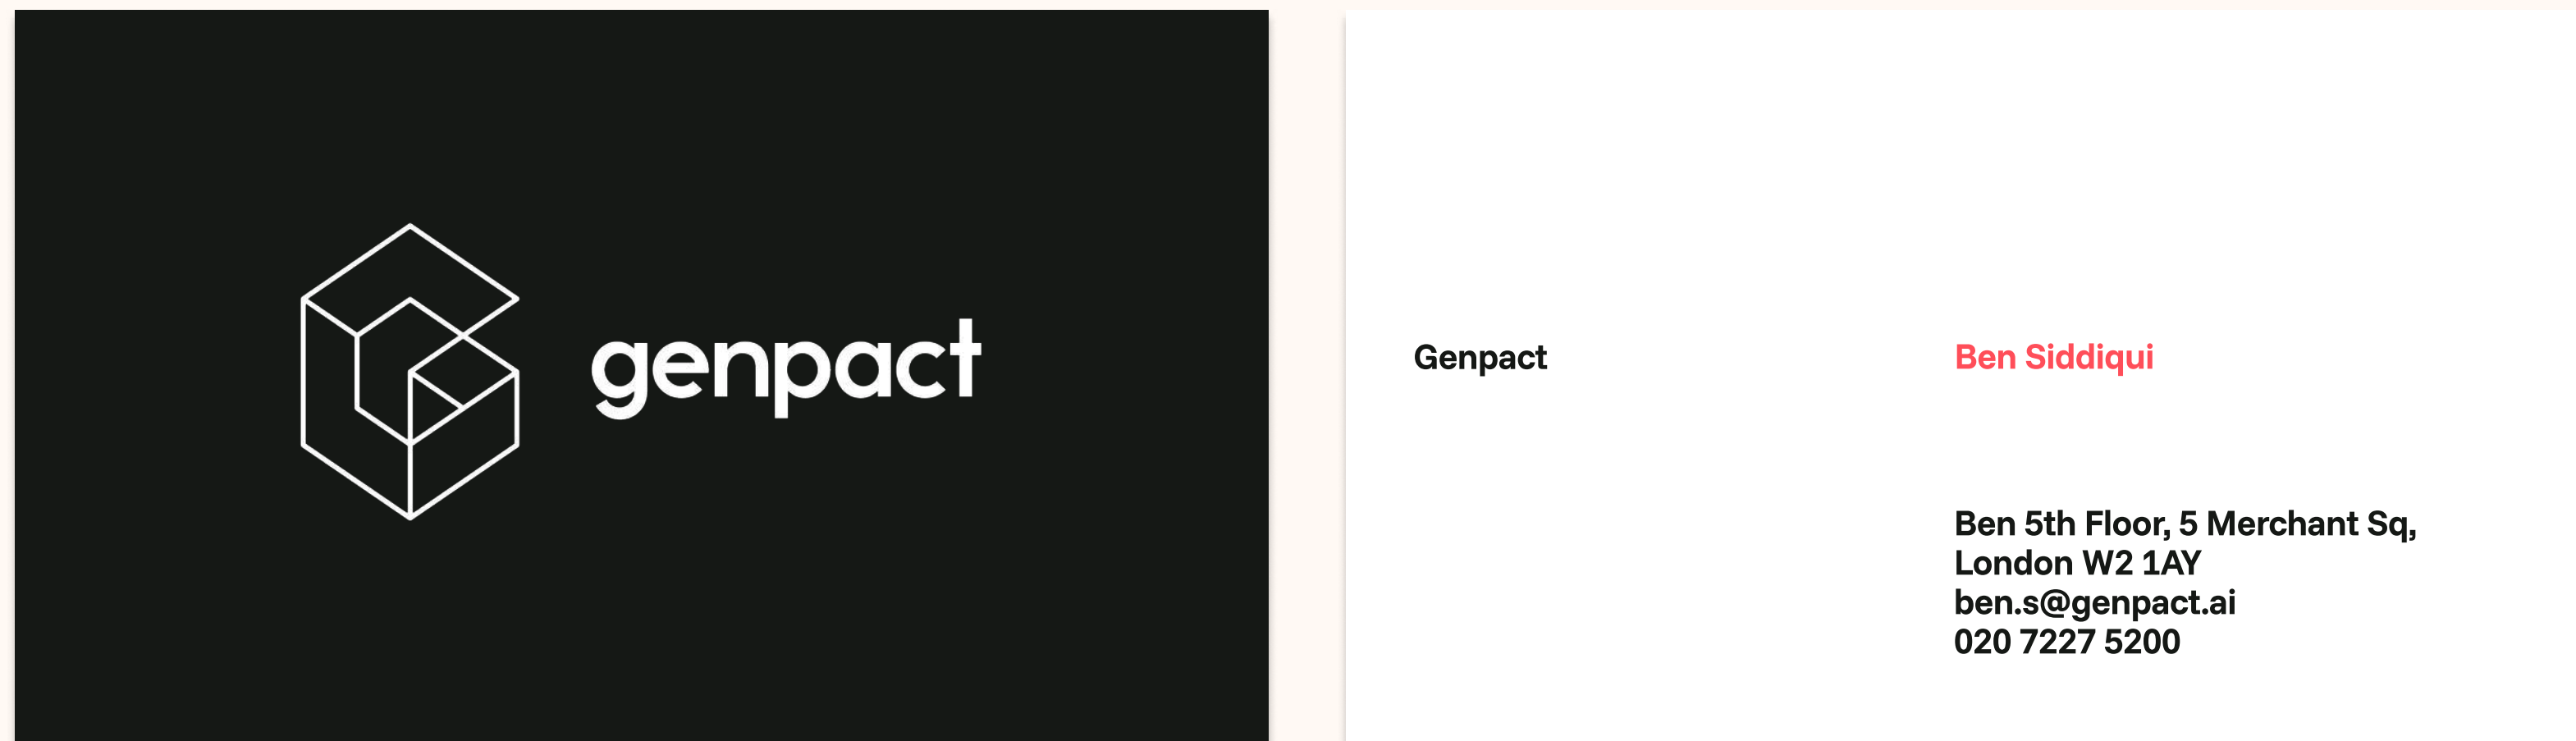 genpact
Genpact
Ben Siddiqui
Ben 5th Floor, 5 Merchant Sq,
London W2 1AY
ben.s@genpact.ai
020 7227 5200